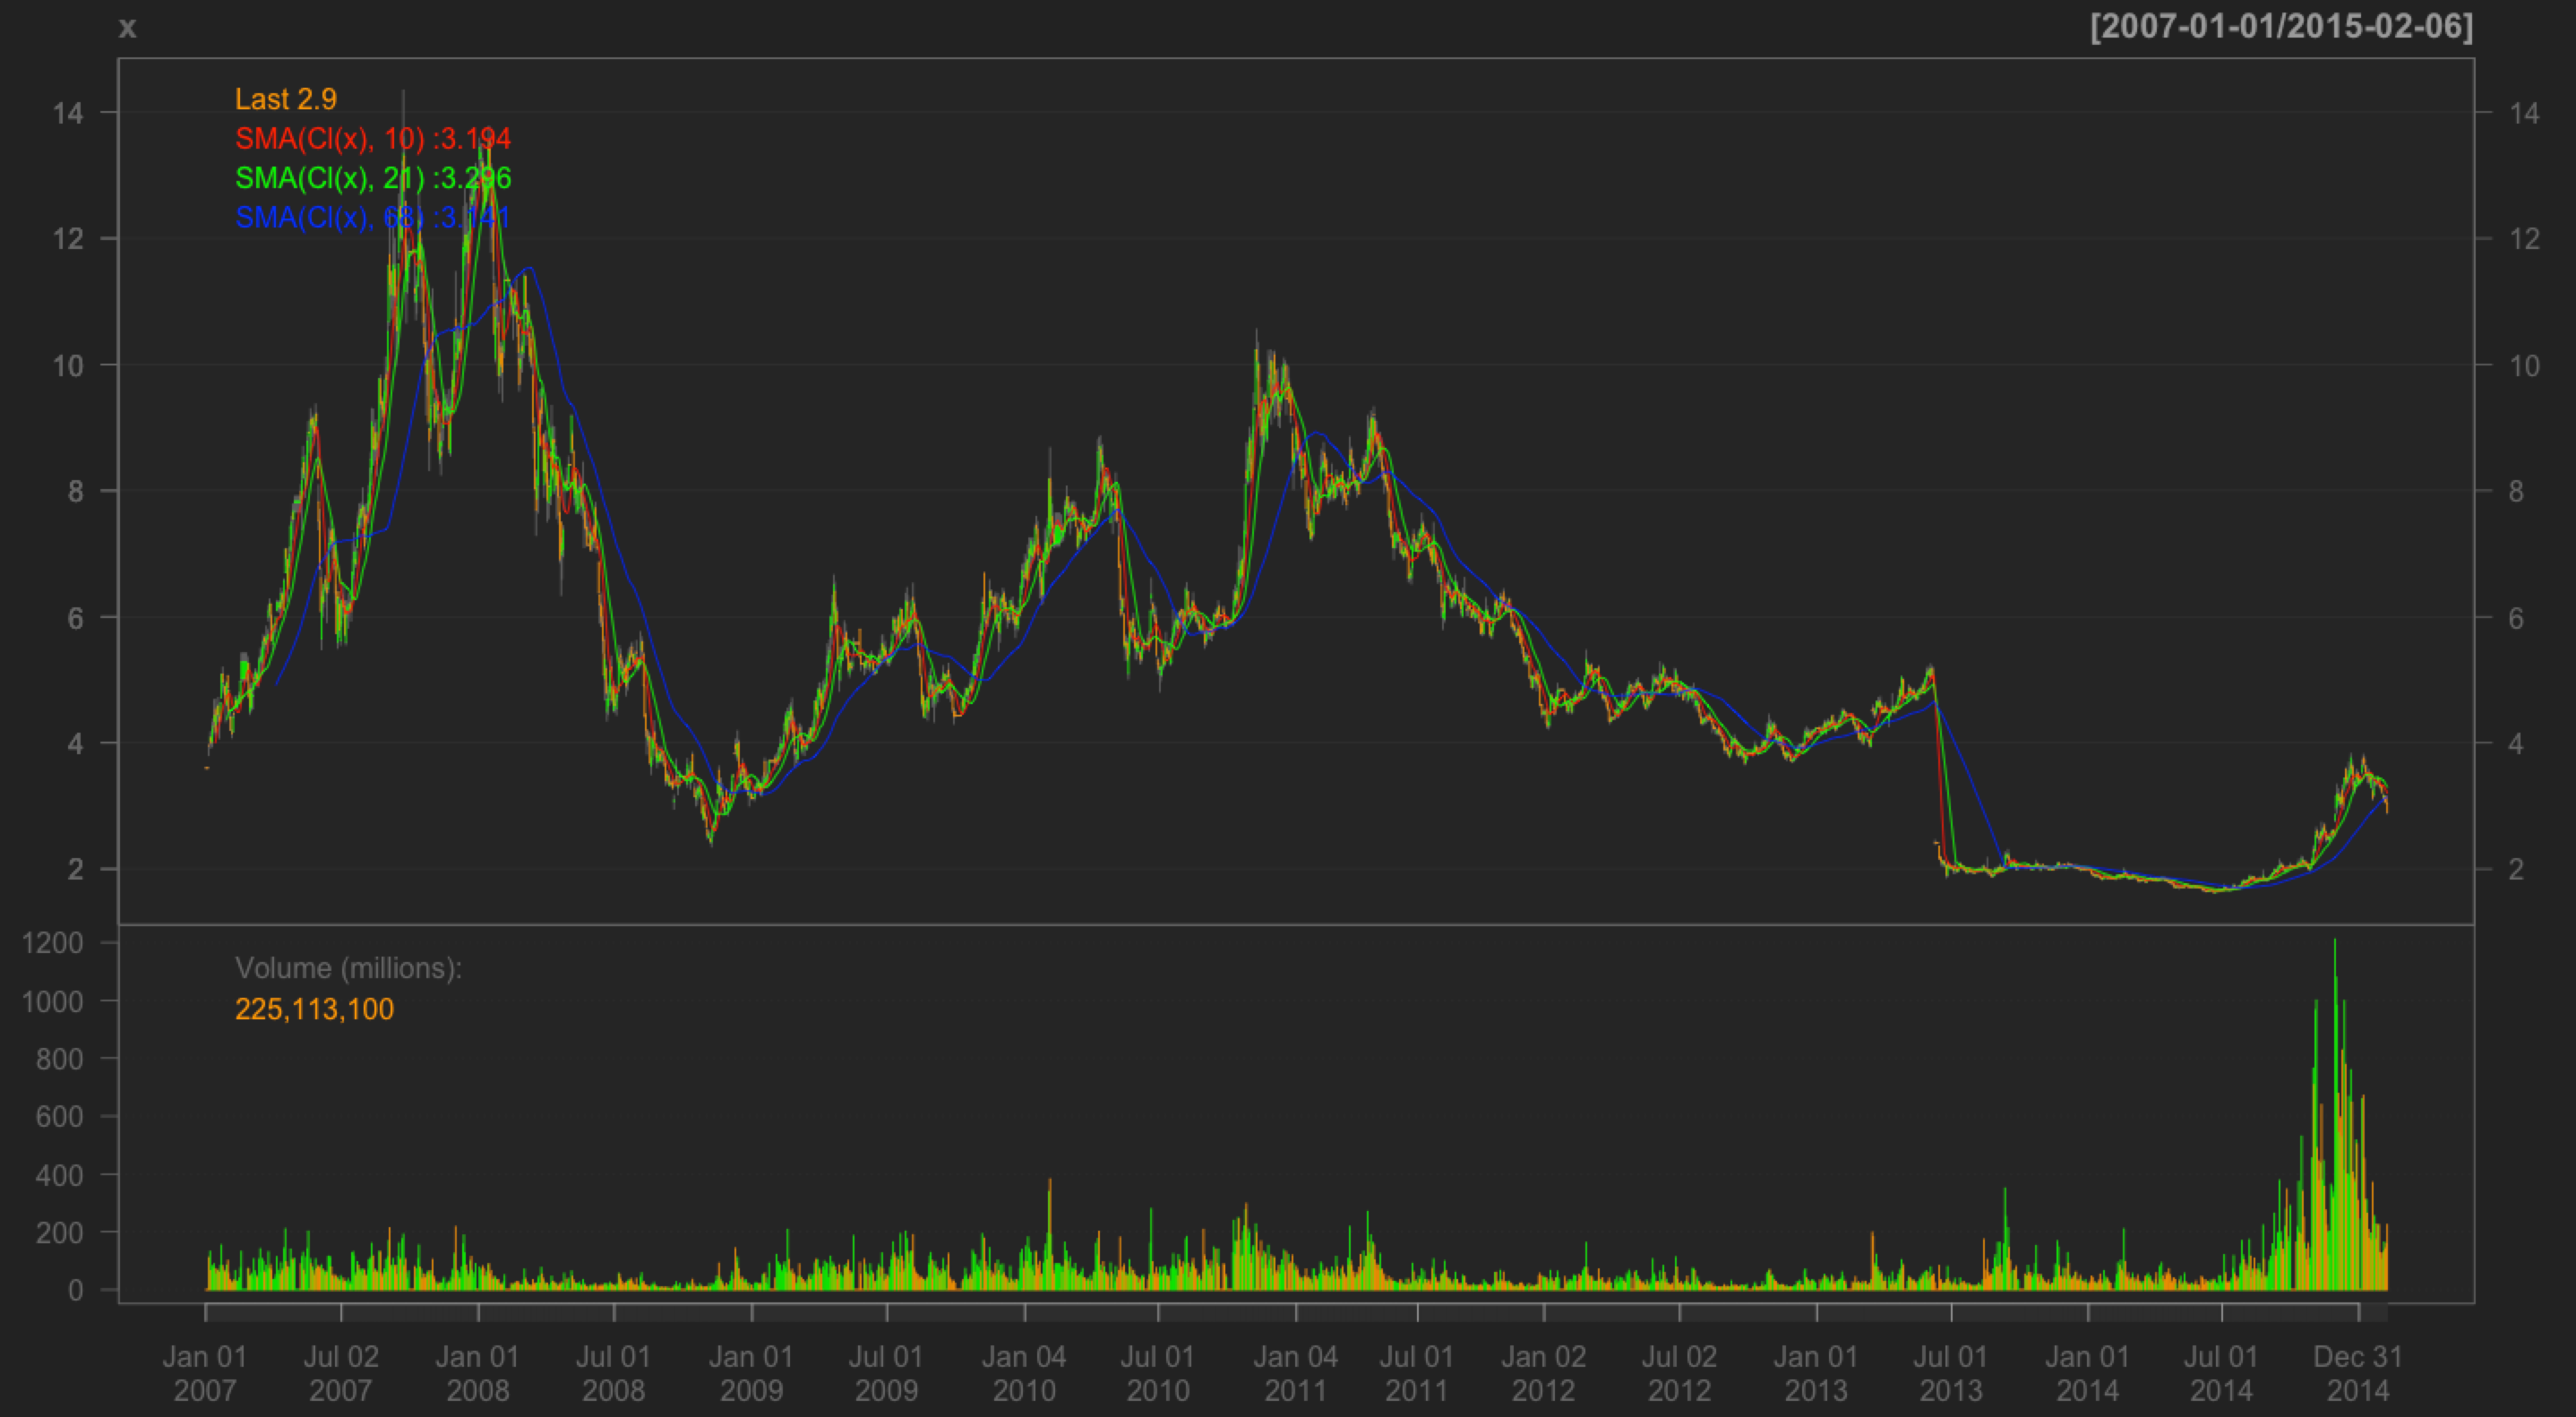 x
[2007-01-01/2015-02-06]
Last 2.9
SMA(Cl(x), 10) :3.194
SMA(Cl(x), 21) :3.296
SMA(Cl(x), 63) :3.141
14
12
10
8
6
4
2
14
12
10
8
6
4
2
Volume (millions):
225,113,100
1200
1000
800
600
400
200
0
Jan 01 2007
Jul 02 2007
Jan 01 2008
Jul 01 2008
Jan 01 2009
Jul 01 2009
Jan 04 2010
Jul 01 2010
Jan 04 2011
Jul 01 2011
Jan 02 2012
Jul 02 2012
Jan 01 2013
Jul 01 2013
Jan 01 2014
Jul 01 2014
Dec 31 2014